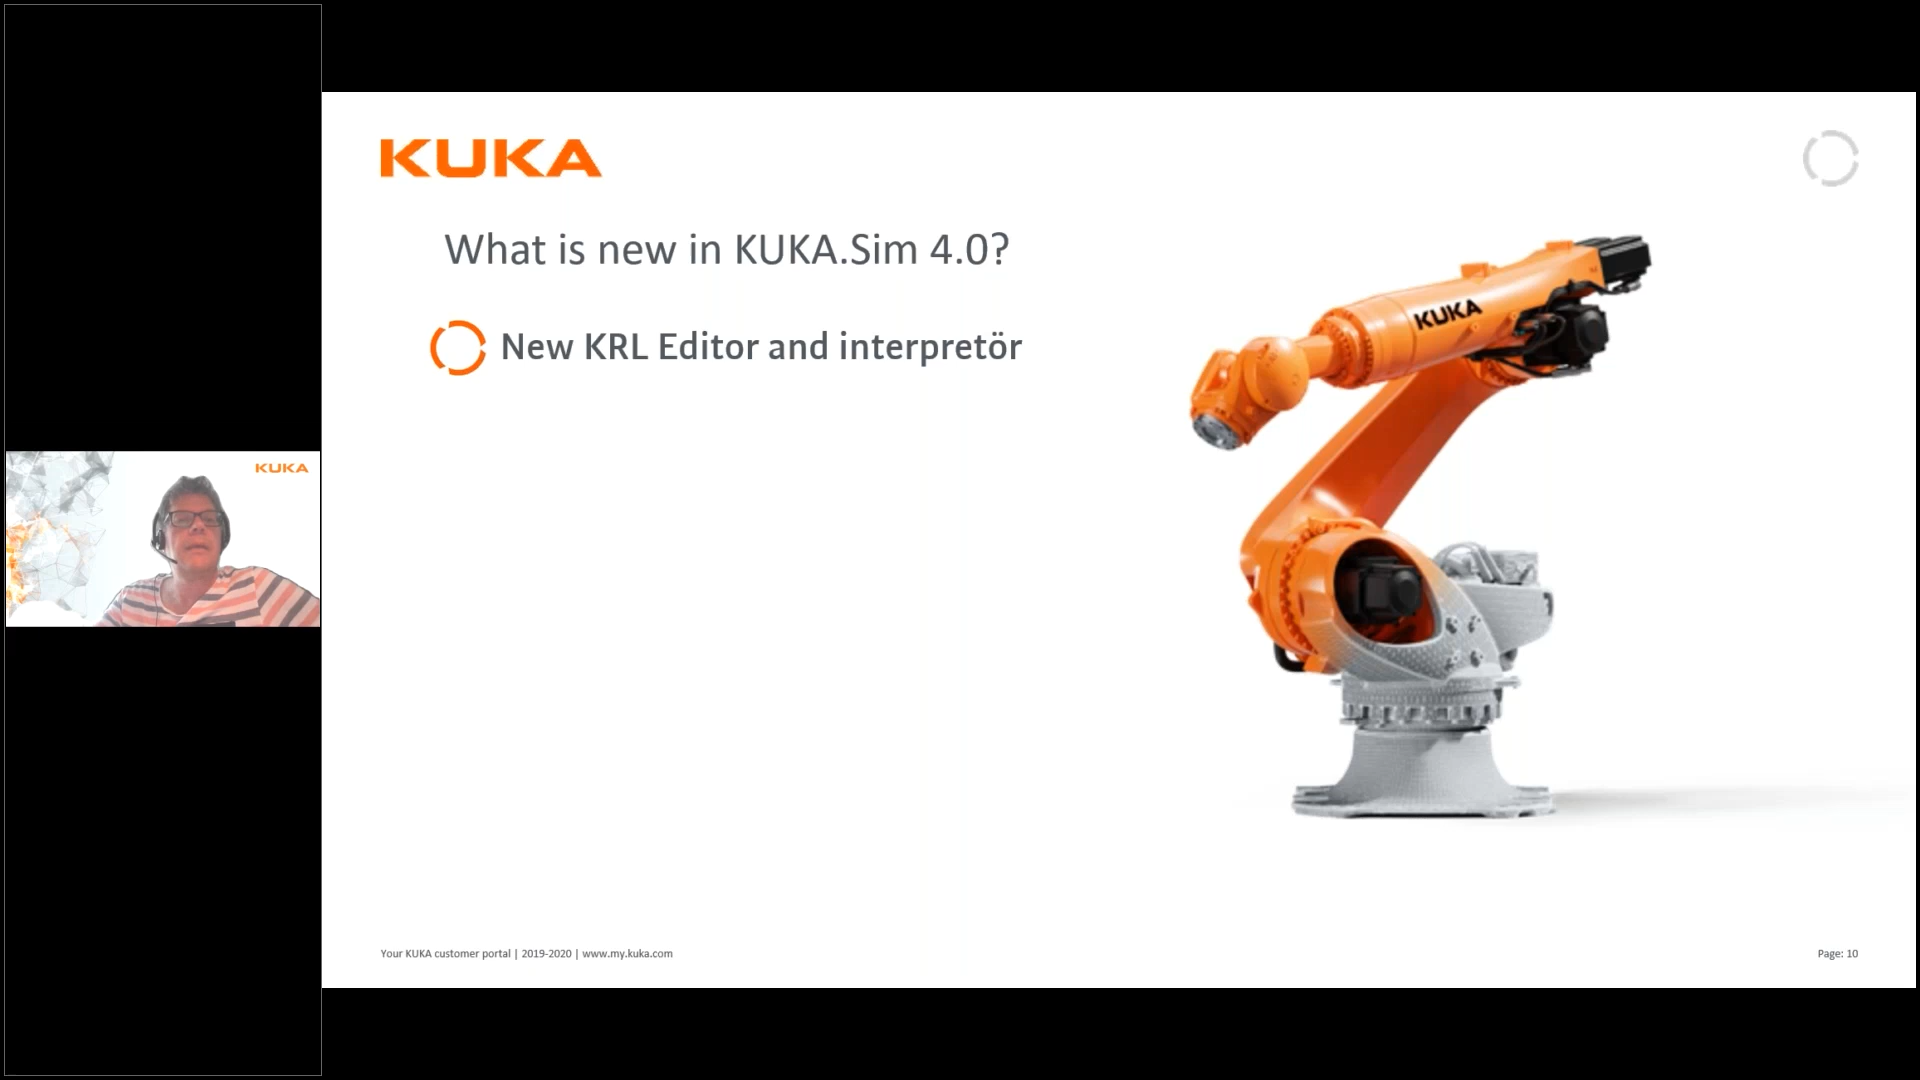 KUKA
What is new in KUKA.Sim 4.0?
New KRL Editor and interpretör
KUKA
KUKA
Your KUKA customer portal | 2019-2020 | www.my.kuka.com
Page: 10